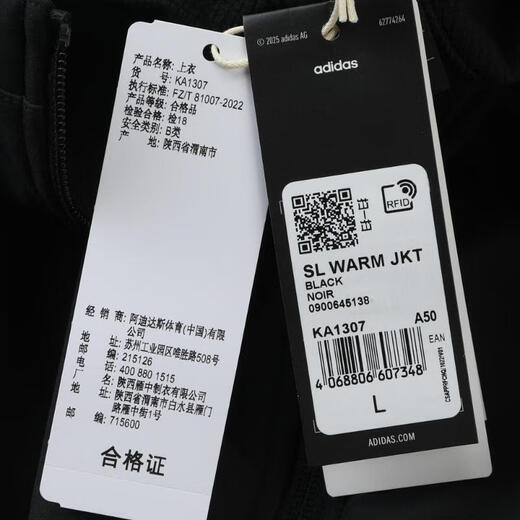 产品名称: 上衣
货　号: KA1307
执行标准: FZ/T 81007-2022
产品等级: 合格品
检验合格: 检18
安全类别: B类
产　地: 陕西省渭南市
经 销 商: 阿迪达斯体育(中国)有限公司
地　　址: 苏州工业园区唯胜路508号
邮　　编: 215126
电　　话: 400 880 1515
制 造 商: 陕西楠中制衣有限公司
地　　址: 陕西省渭南市白水县雁门路雁中街1号
邮　　编: 715600
合格证
© 2025 adidas AG
62774264
adidas
RFID
SL WARM JKT
BLACK
NOIR
0900645138
KA1307
A50
EAN
4 068806 607348
L
ADIDAS.COM